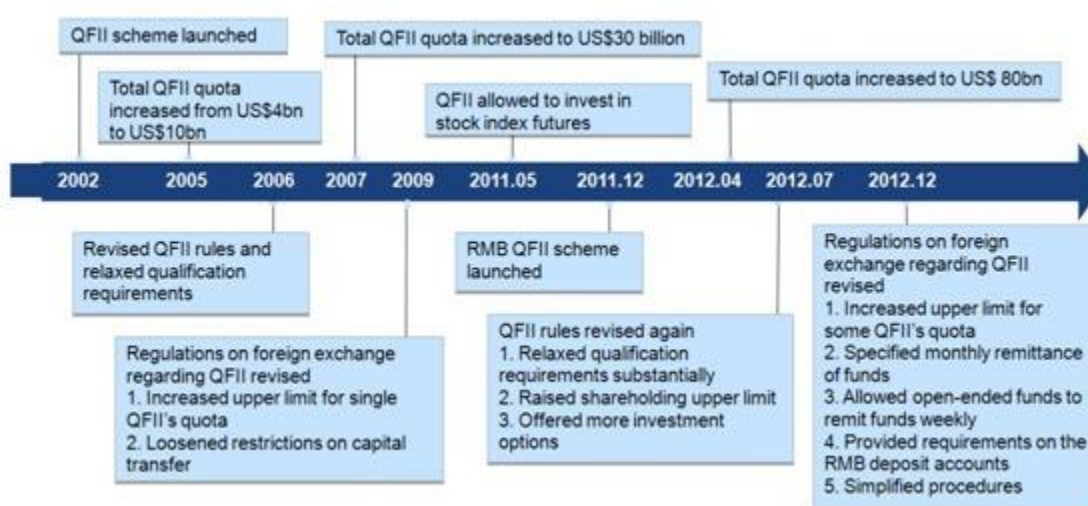 QFII scheme launched
Total QFII quota increased to US$30 billion
Total QFII quota increased to US$ 80bn
Total QFII quota
increased from US$4bn
to US$10bn
QFII allowed to invest in
stock index futures
2002 2005 2006 2007 2009 2011.05 2011.12 2012.04 2012.07 2012.12
Revised QFII rules and
relaxed qualification
requirements
RMB QFII scheme
launched
Regulations on foreign exchange
regarding QFII revised
1. Increased upper limit for single
QFII's quota
2. Loosened restrictions on capital
transfer
QFII rules revised again
1. Relaxed qualification
requirements substantially
2. Raised shareholding upper limit
3. Offered more investment
options
Regulations on foreign
exchange regarding QFII
revised
1. Increased upper limit for
some QFII's quota
2. Specified monthly remittance
of funds
3. Allowed open-ended funds to
remit funds weekly
4. Provided requirements on the
RMB deposit accounts
5. Simplified procedures